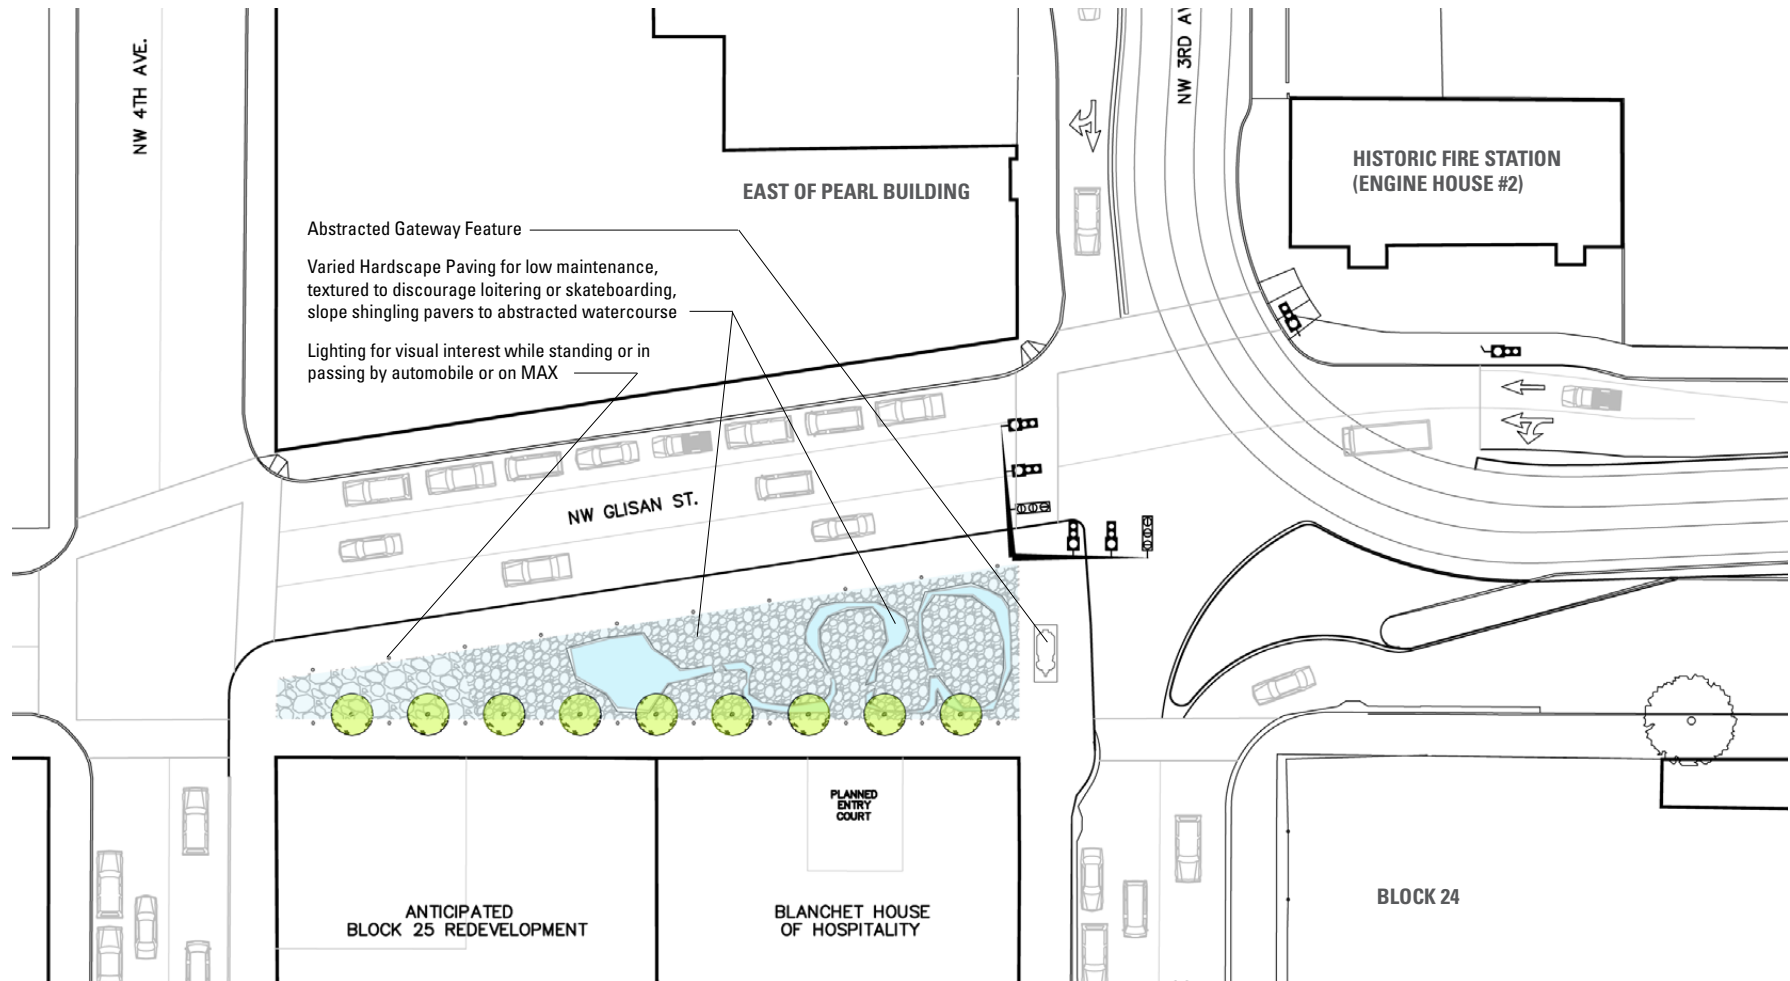 NW 4TH AVE.
NW 3RD AV
HISTORIC FIRE STATION
(ENGINE HOUSE #2)
EAST OF PEARL BUILDING
Abstracted Gateway Feature
Varied Hardscape Paving for low maintenance,
textured to discourage loitering or skateboarding,
slope shingling pavers to abstracted watercourse
Lighting for visual interest while standing or in
passing by automobile or on MAX
NW GLISAN ST.
PLANNED
ENTRY
COURT
ANTICIPATED
BLOCK 25 REDEVELOPMENT
BLANCHET HOUSE
OF HOSPITALITY
BLOCK 24